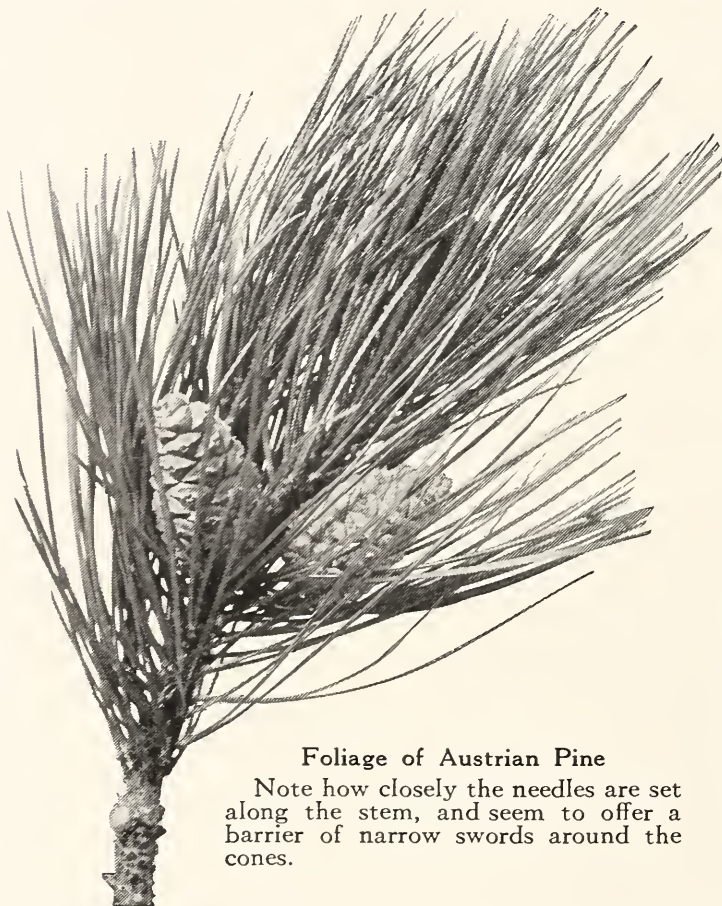 Foliage of Austrian Pine
Note how closely the needles are set
along the stem, and seem to offer a
barrier of narrow swords around the
cones.